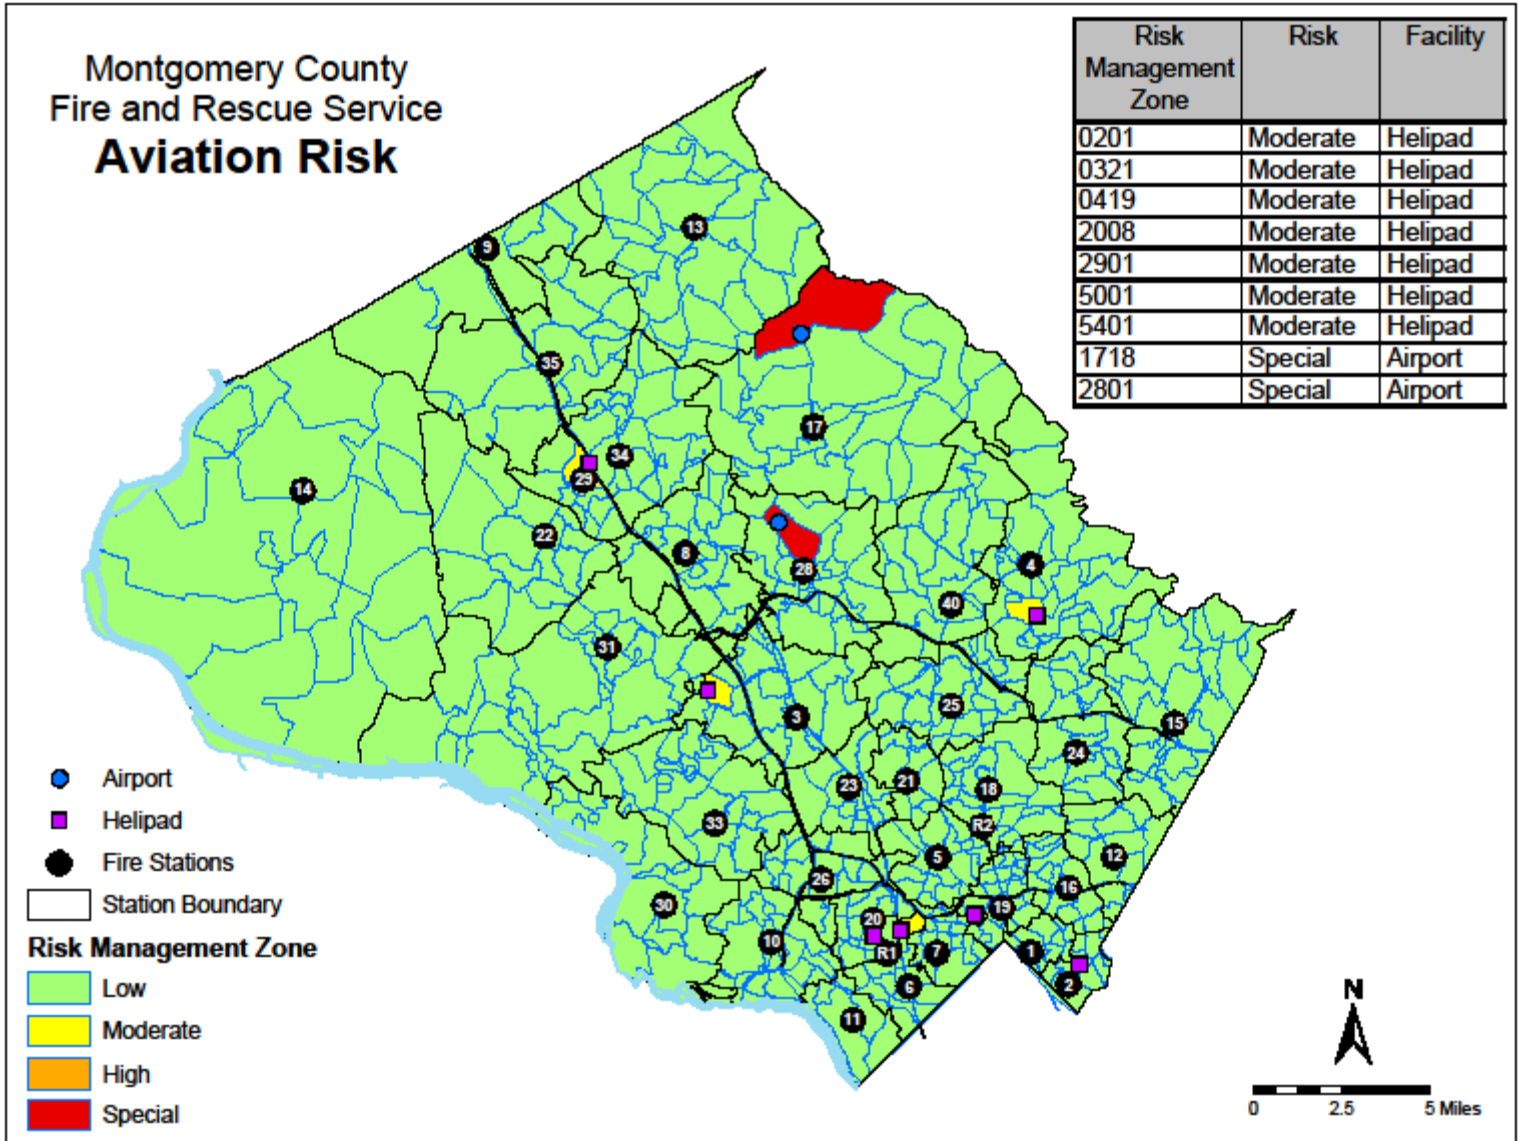 Montgomery County
Fire and Rescue Service
Aviation Risk
Risk Management Zone | Risk | Facility
0201 | Moderate | Helipad
0321 | Moderate | Helipad
0419 | Moderate | Helipad
2008 | Moderate | Helipad
2901 | Moderate | Helipad
5001 | Moderate | Helipad
5401 | Moderate | Helipad
1718 | Special | Airport
2801 | Special | Airport
13
9
35
17
34
29
14
22
8
28
4
40
31
25
3
15
24
21
23
18
33
R2
5
12
26
16
30
19
20
10
R1
7
1
6
2
11
Airport
Helipad
Fire Stations
Station Boundary
Risk Management Zone
Low
Moderate
High
Special
N
0 2.5 5 Miles